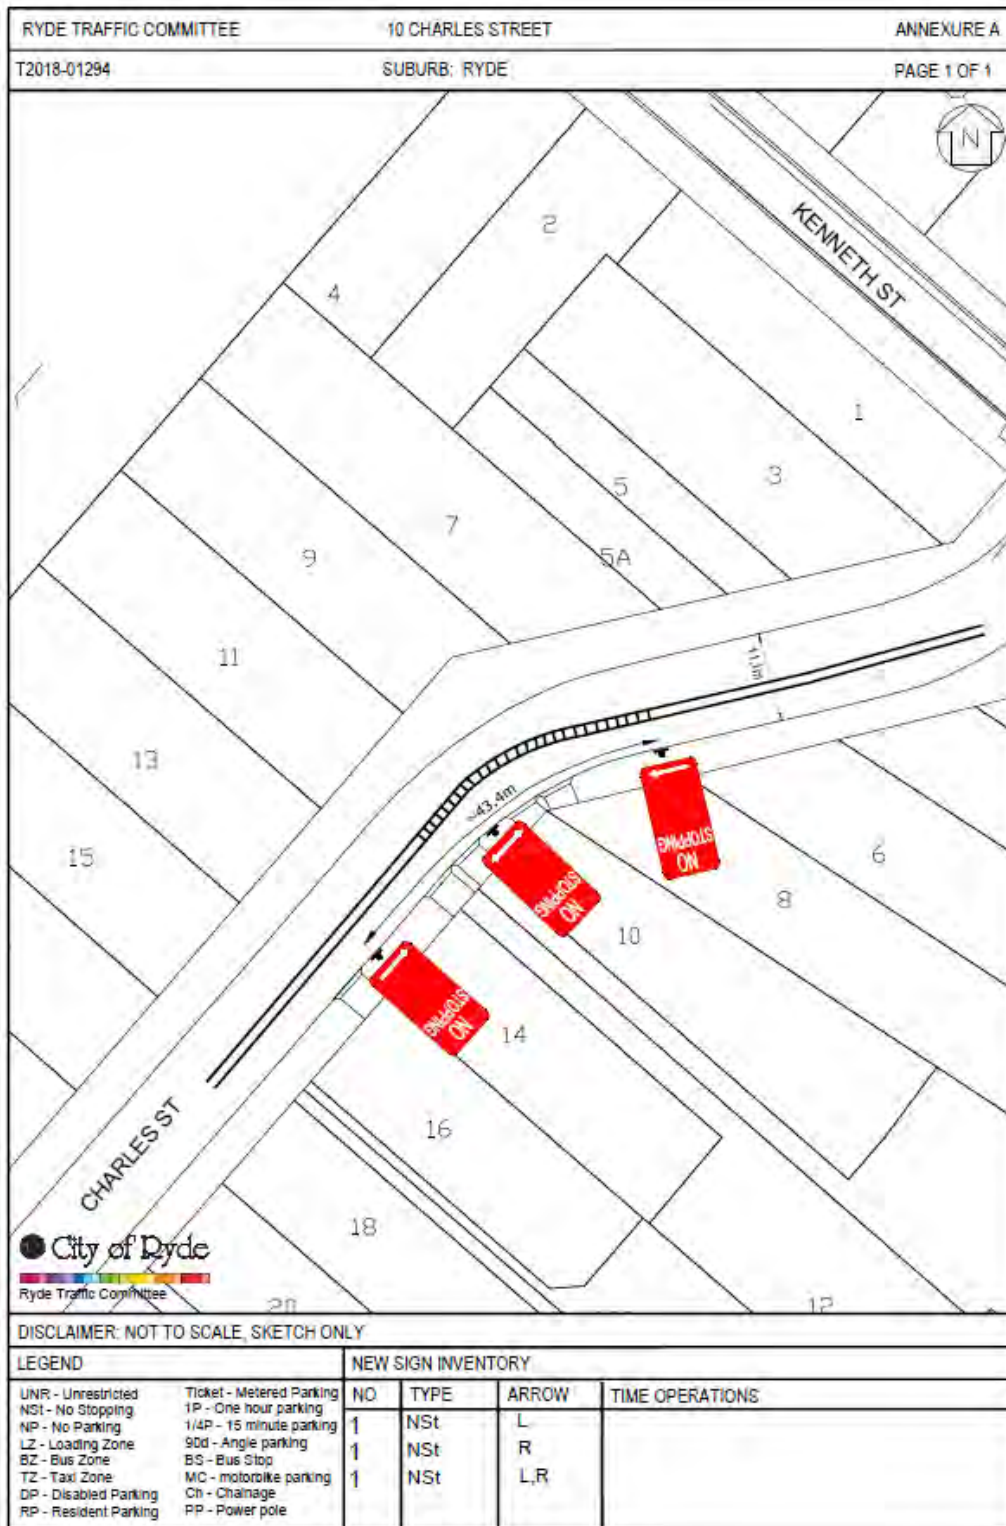 RYDE TRAFFIC COMMITTEE 10 CHARLES STREET ANNEXURE A
T2018-01294 SUBURB: RYDE PAGE 1 OF 1
N
KENNETH ST
2
4
1
3
5
5A
7
9
11
13
15
~43.4m
NO STOPPING
NO STOPPING
NO STOPPING
6
8
10
14
16
18
20
12
CHARLES ST
City of Ryde
Ryde Traffic Committee
DISCLAIMER: NOT TO SCALE, SKETCH ONLY
LEGEND
UNR - Unrestricted
NSt - No Stopping
NP - No Parking
LZ - Loading Zone
BZ - Bus Zone
TZ - Taxi Zone
DP - Disabled Parking
RP - Resident Parking
Ticket - Metered Parking
1P - One hour parking
1/4P - 15 minute parking
90d - Angle parking
BS - Bus Stop
MC - motorbike parking
Ch - Chainage
PP - Power pole
NEW SIGN INVENTORY
NO TYPE ARROW TIME OPERATIONS
1 NSt L
1 NSt R
1 NSt L,R